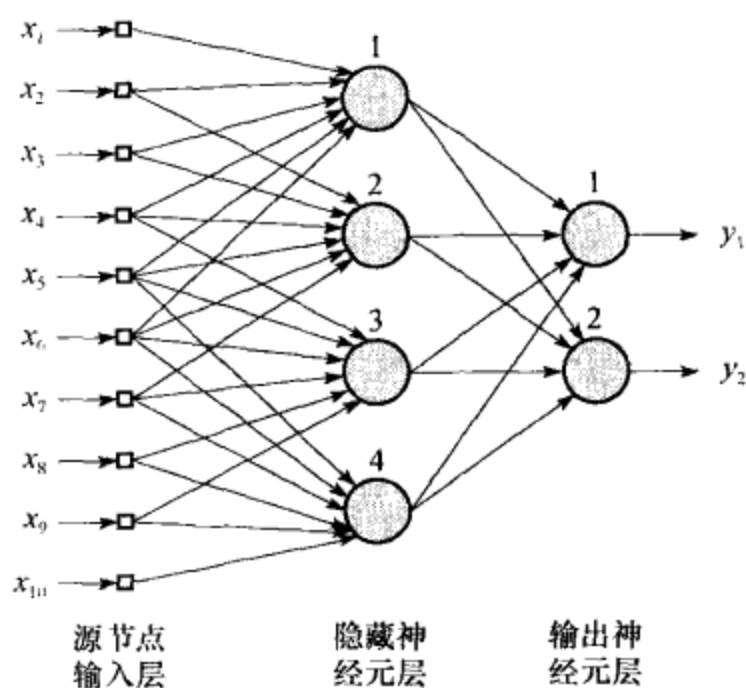 x₁
x₂
x₃
x₄
x₅
x₆
x₇
x₈
x₉
x₁₀
1
2
3
4
1
2
y₁
y₂
源节点
输入层
隐藏神
经元层
输出神
经元层